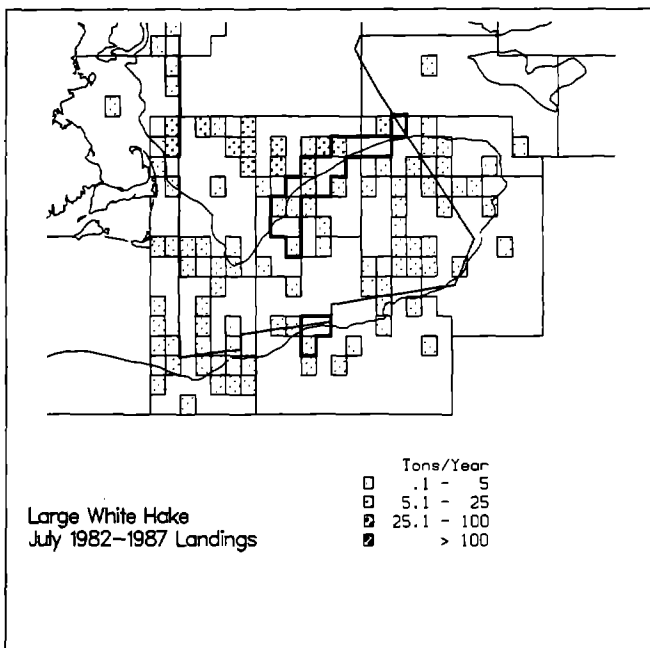 Tons/Year
.1 - 5
5.1 - 25
25.1 - 100
> 100
Large White Hake
July 1982-1987 Landings